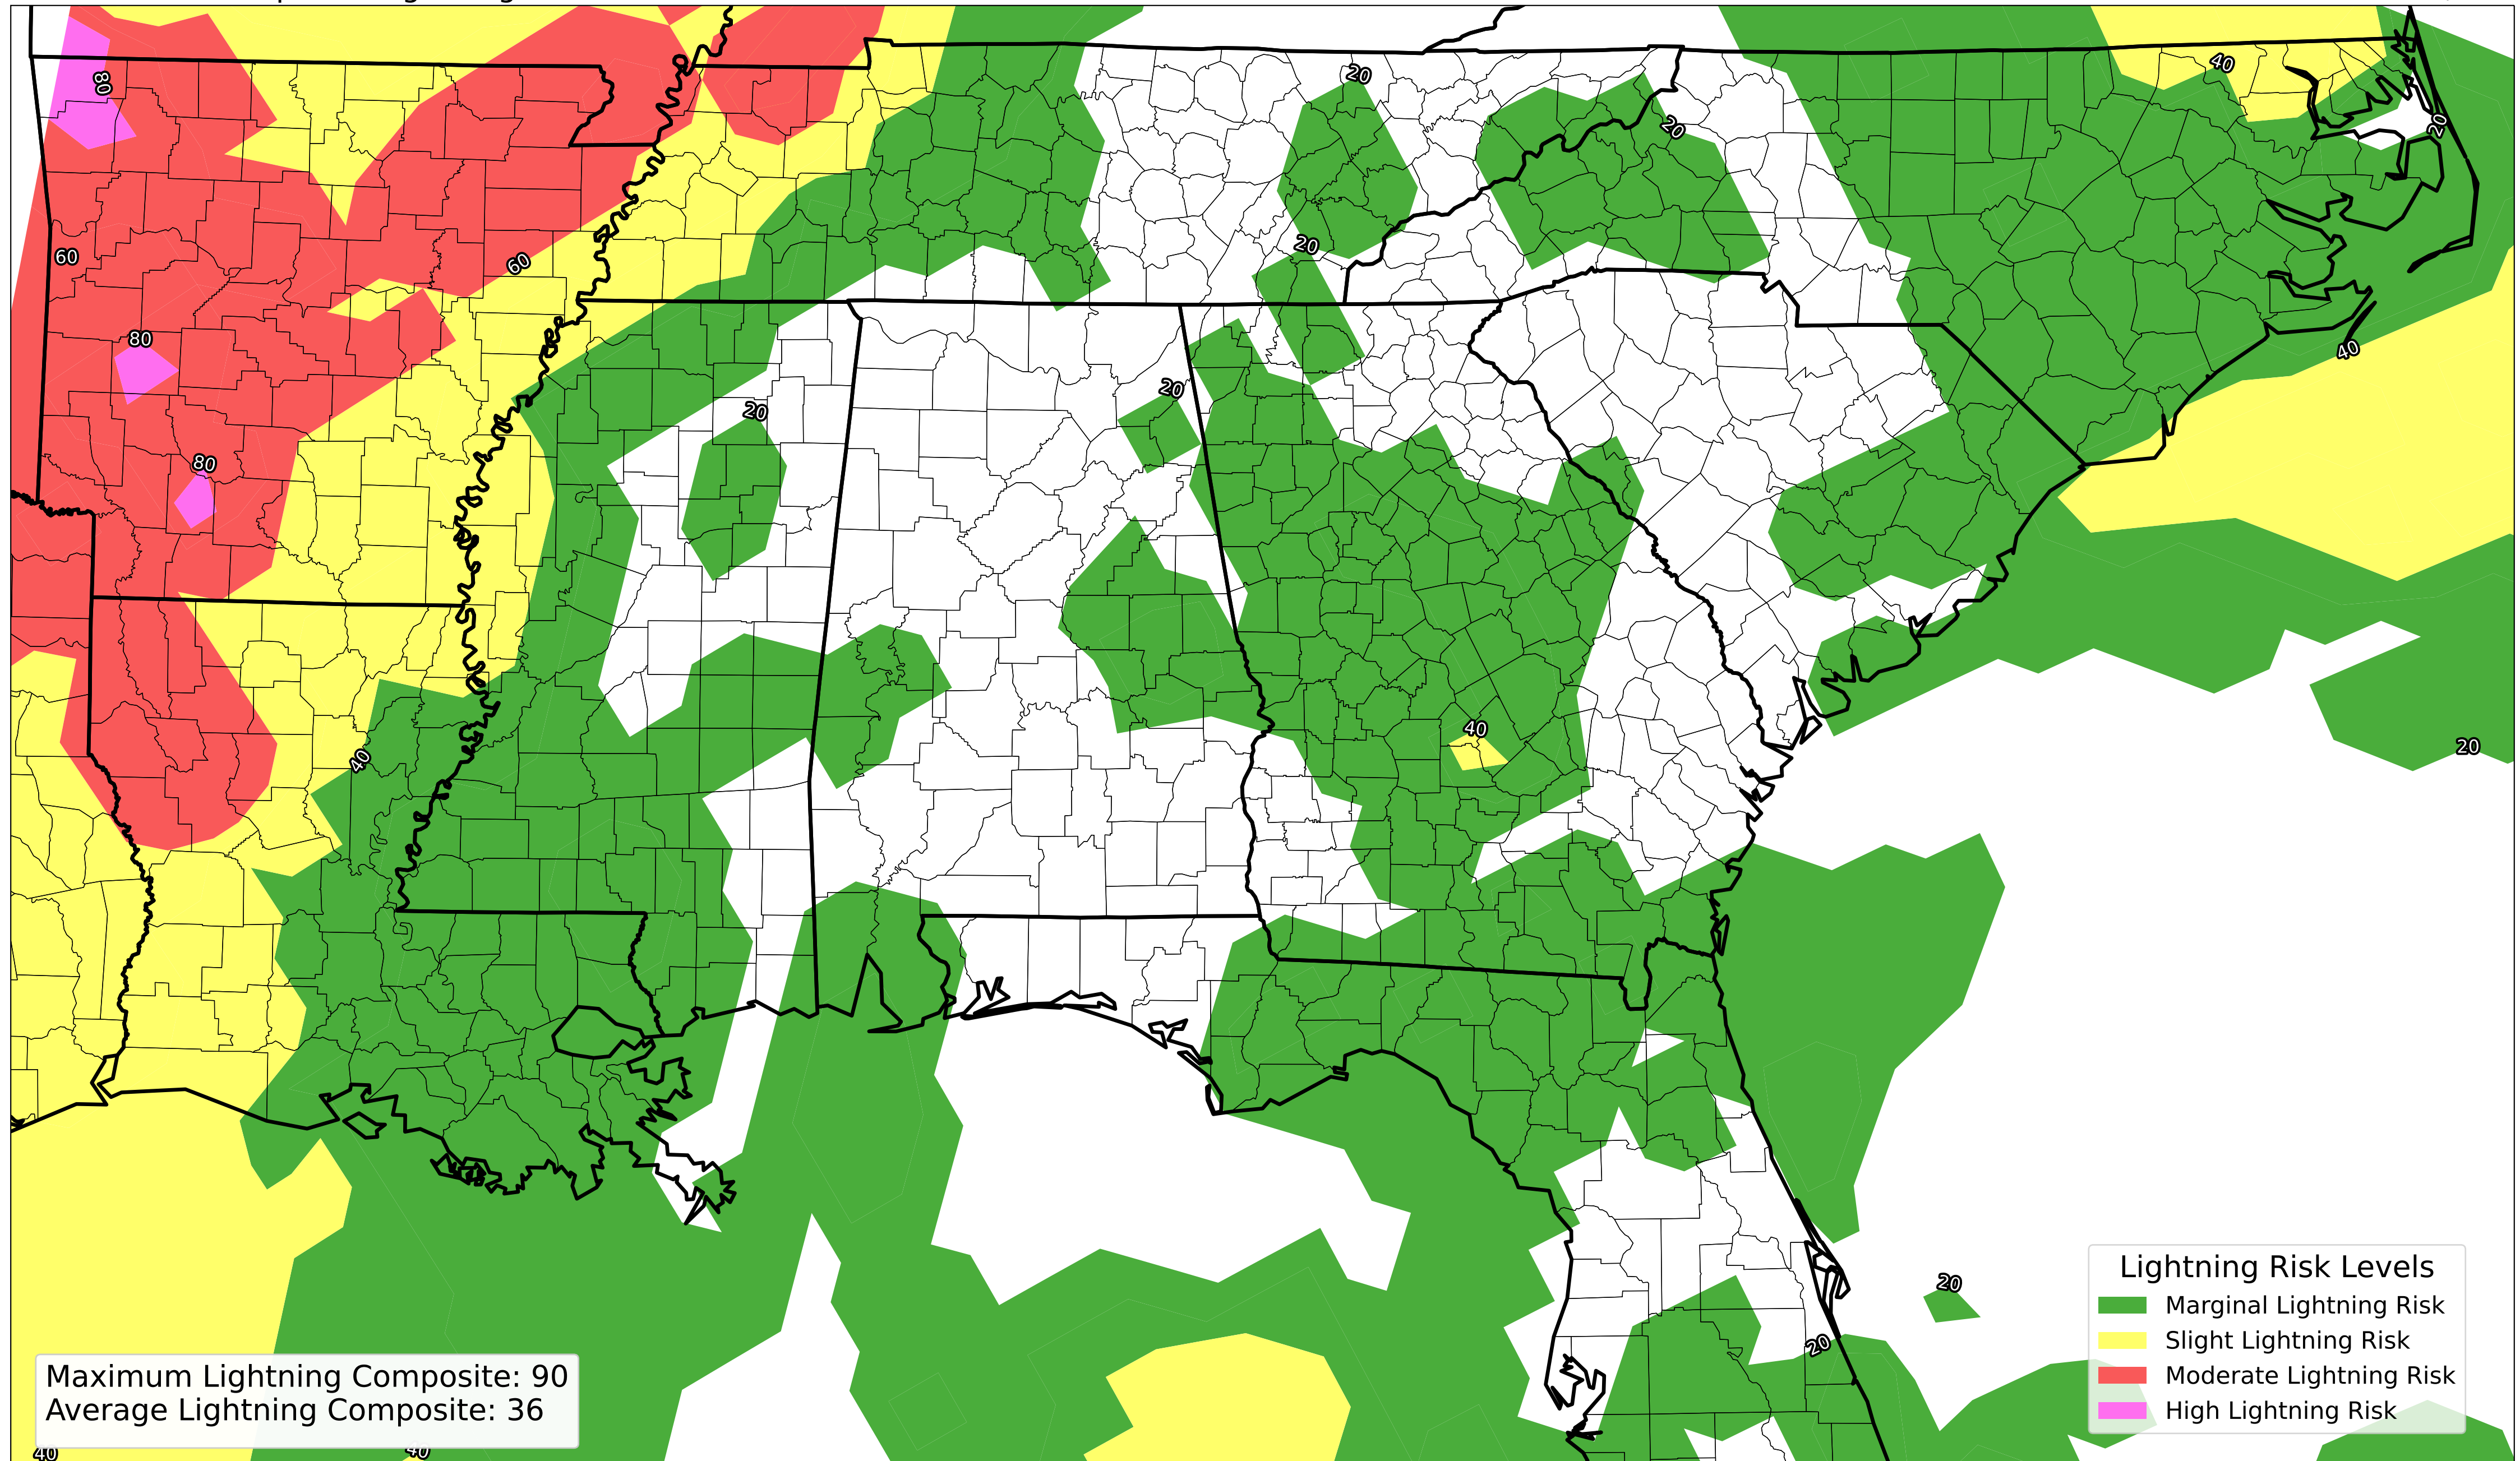 80
40
20
20
20
20
60
60
80
40
20
20
80
40
20
40
20
20
Lightning Risk Levels
Marginal Lightning Risk
Slight Lightning Risk
Moderate Lightning Risk
High Lightning Risk
Maximum Lightning Composite: 90
Average Lightning Composite: 36
40
40